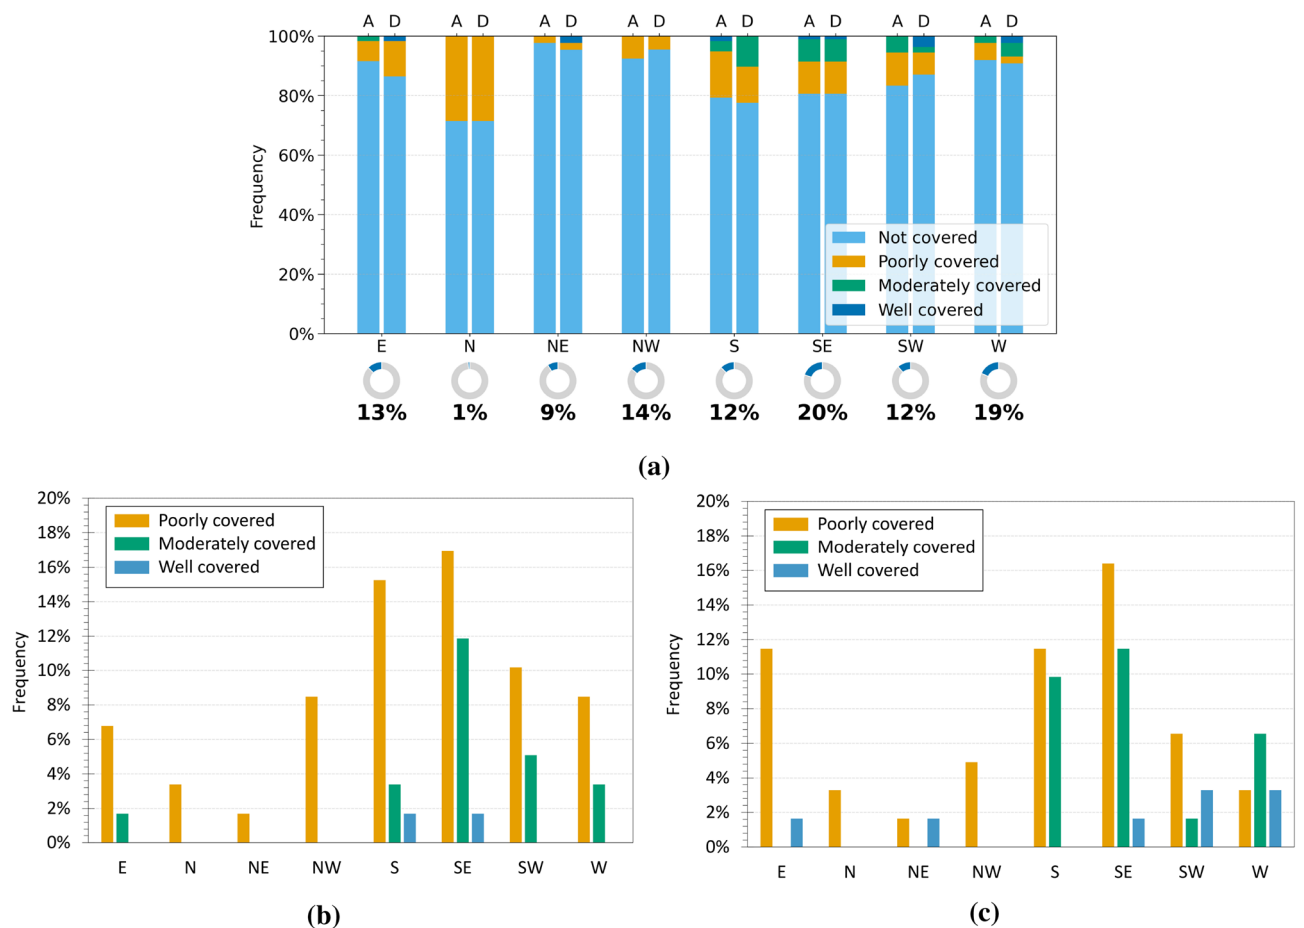 A D A D A D A D A D A D A D A D
100%
80%
60%
40%
20%
0%
Frequency
Not covered
Poorly covered
Moderately covered
Well covered
E N NE NW S SE SW W
13% 1% 9% 14% 12% 20% 12% 19%
(a)
20%
18%
16%
14%
12%
10%
8%
6%
4%
2%
0%
Frequency
Poorly covered
Moderately covered
Well covered
E N NE NW S SE SW W
(b)
20%
18%
16%
14%
12%
10%
8%
6%
4%
2%
0%
Frequency
Poorly covered
Moderately covered
Well covered
E N NE NW S SE SW W
(c)